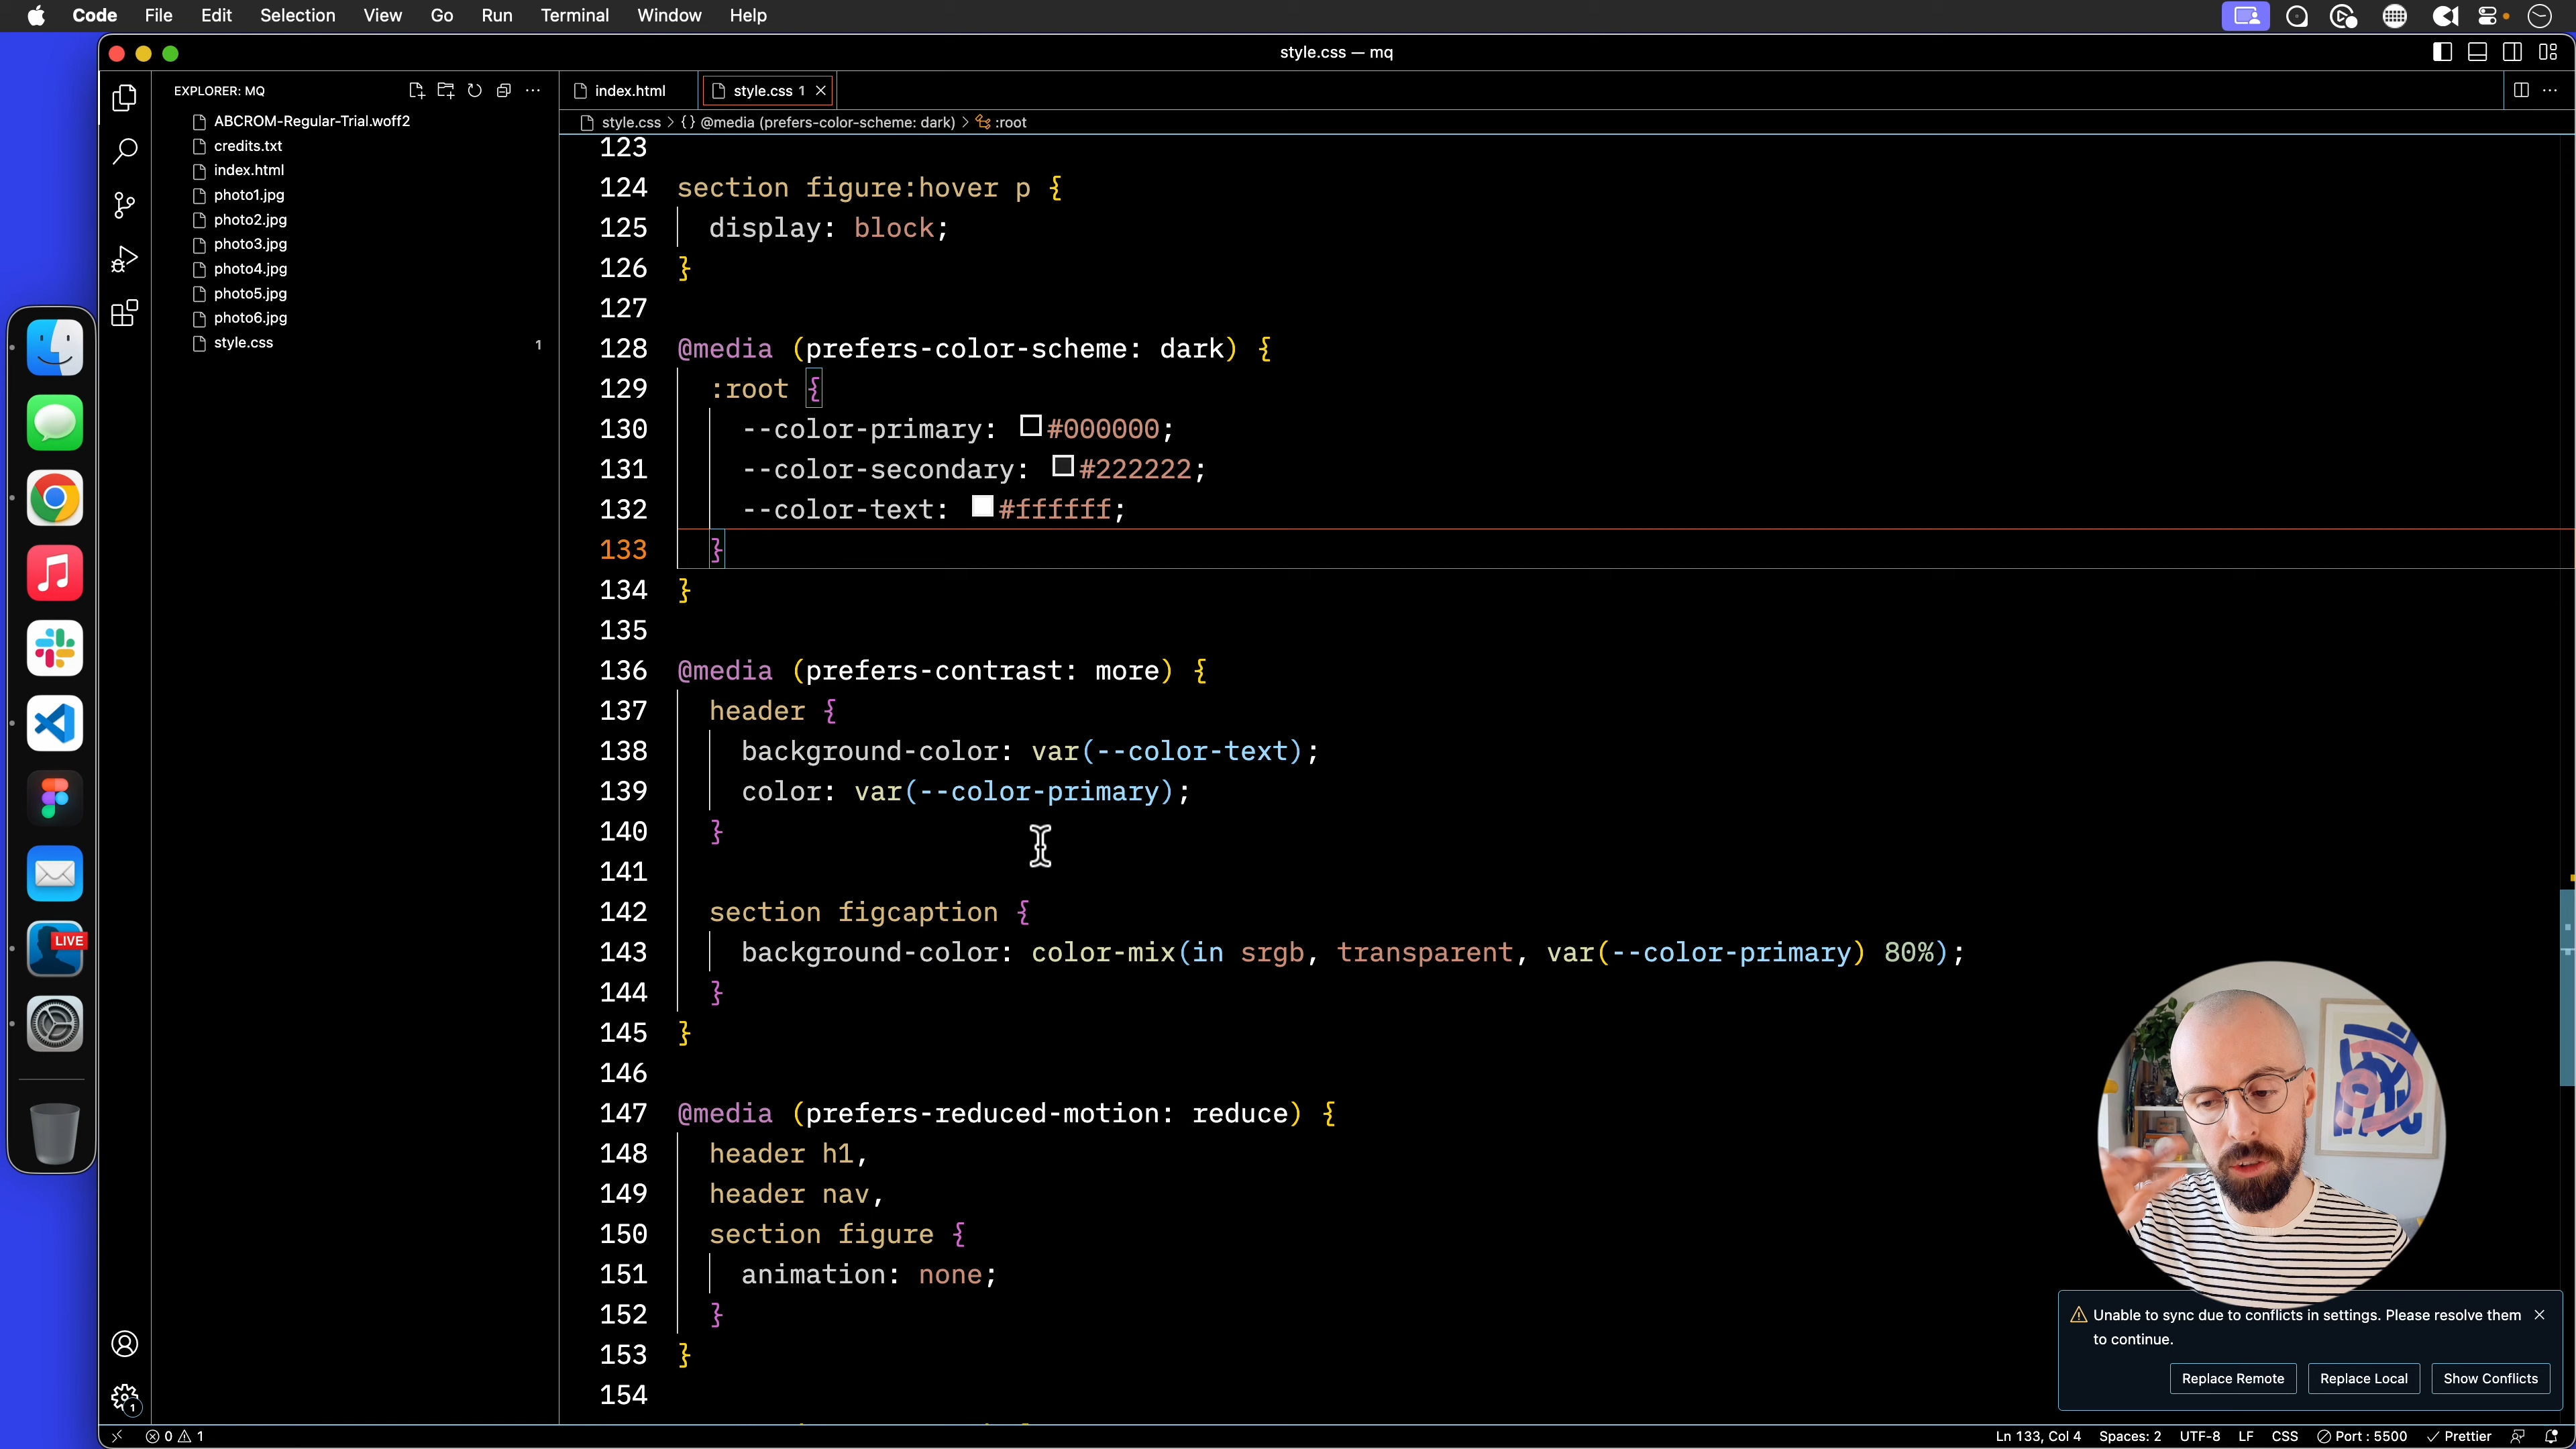 Code File Edit Selection View Go Run Terminal Window Help
style.css — mq
EXPLORER: MQ
ABCROM-Regular-Trial.woff2
credits.txt
index.html
photo1.jpg
photo2.jpg
photo3.jpg
photo4.jpg
photo5.jpg
photo6.jpg
style.css 1
index.html style.css 1
style.css > {} @media (prefers-color-scheme: dark) > :root
123
124 section figure:hover p {
125 display: block;
126 }
127
128 @media (prefers-color-scheme: dark) {
129 :root {
130 --color-primary: #000000;
131 --color-secondary: #222222;
132 --color-text: #ffffff;
133 }
134 }
135
136 @media (prefers-contrast: more) {
137 header {
138 background-color: var(--color-text);
139 color: var(--color-primary);
140 }
141
142 section figcaption {
143 background-color: color-mix(in srgb, transparent, var(--color-primary) 80%);
144 }
145 }
146
147 @media (prefers-reduced-motion: reduce) {
148 header h1,
149 header nav,
150 section figure {
151 animation: none;
152 }
153 }
154
LIVE
Unable to sync due to conflicts in settings. Please resolve them
to continue.
Replace Remote Replace Local Show Conflicts
1
0 1 Ln 133, Col 4 Spaces: 2 UTF-8 LF CSS Port : 5500 Prettier